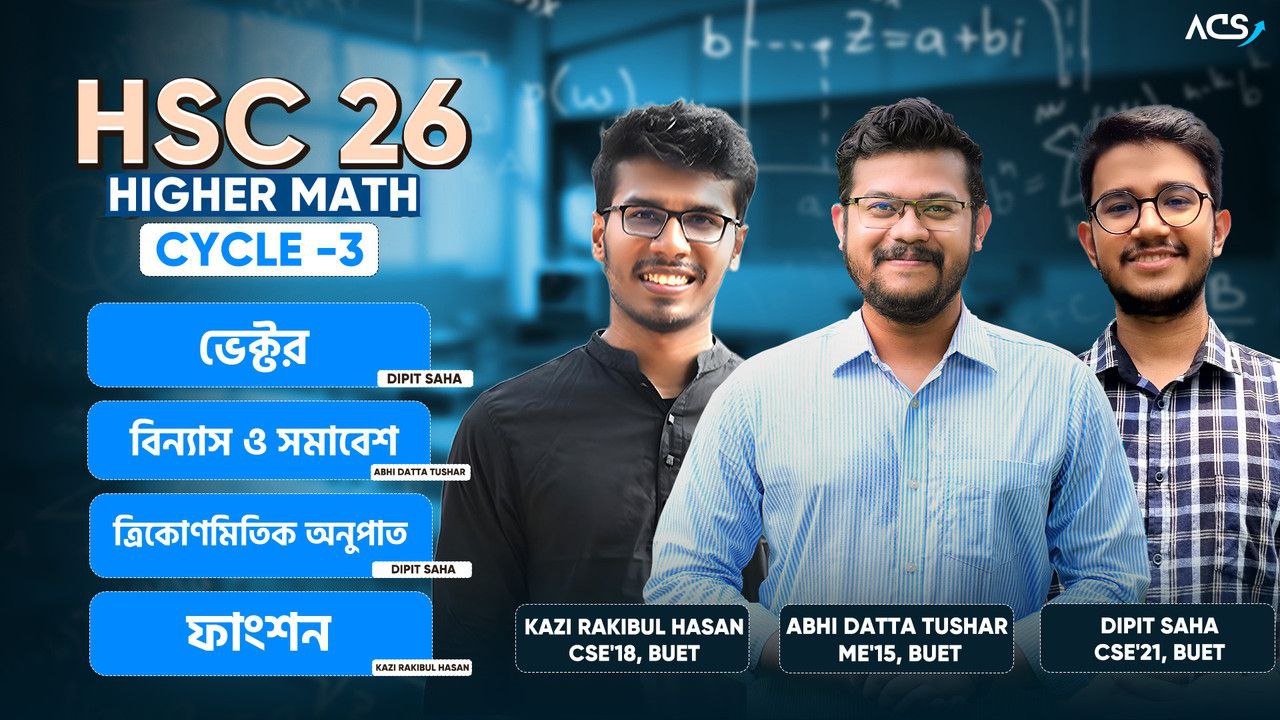 ACS
HSC 26
HIGHER MATH
CYCLE -3
ভেক্টর
DIPIT SAHA
বিন্যাস ও সমাবেশ
ABHI DATTA TUSHAR
ত্রিকোণমিতিক অনুপাত
DIPIT SAHA
ফাংশন
KAZI RAKIBUL HASAN
b
Z=a+bi
p(w)
KAZI RAKIBUL HASAN
CSE'18, BUET
ABHI DATTA TUSHAR
ME'15, BUET
DIPIT SAHA
CSE'21, BUET